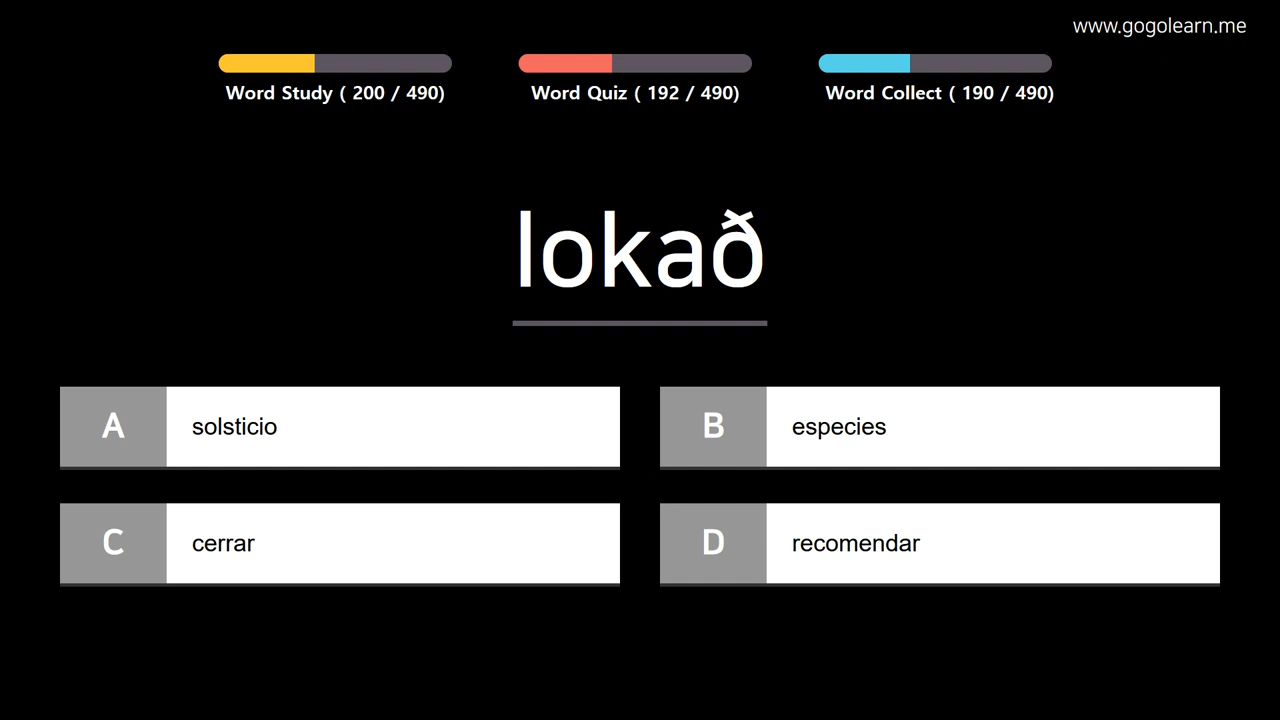 www.gogolearn.me
Word Study ( 200 / 490)
Word Quiz ( 192 / 490)
Word Collect ( 190 / 490)
lokað
A
solsticio
B
especies
C
cerrar
D
recomendar